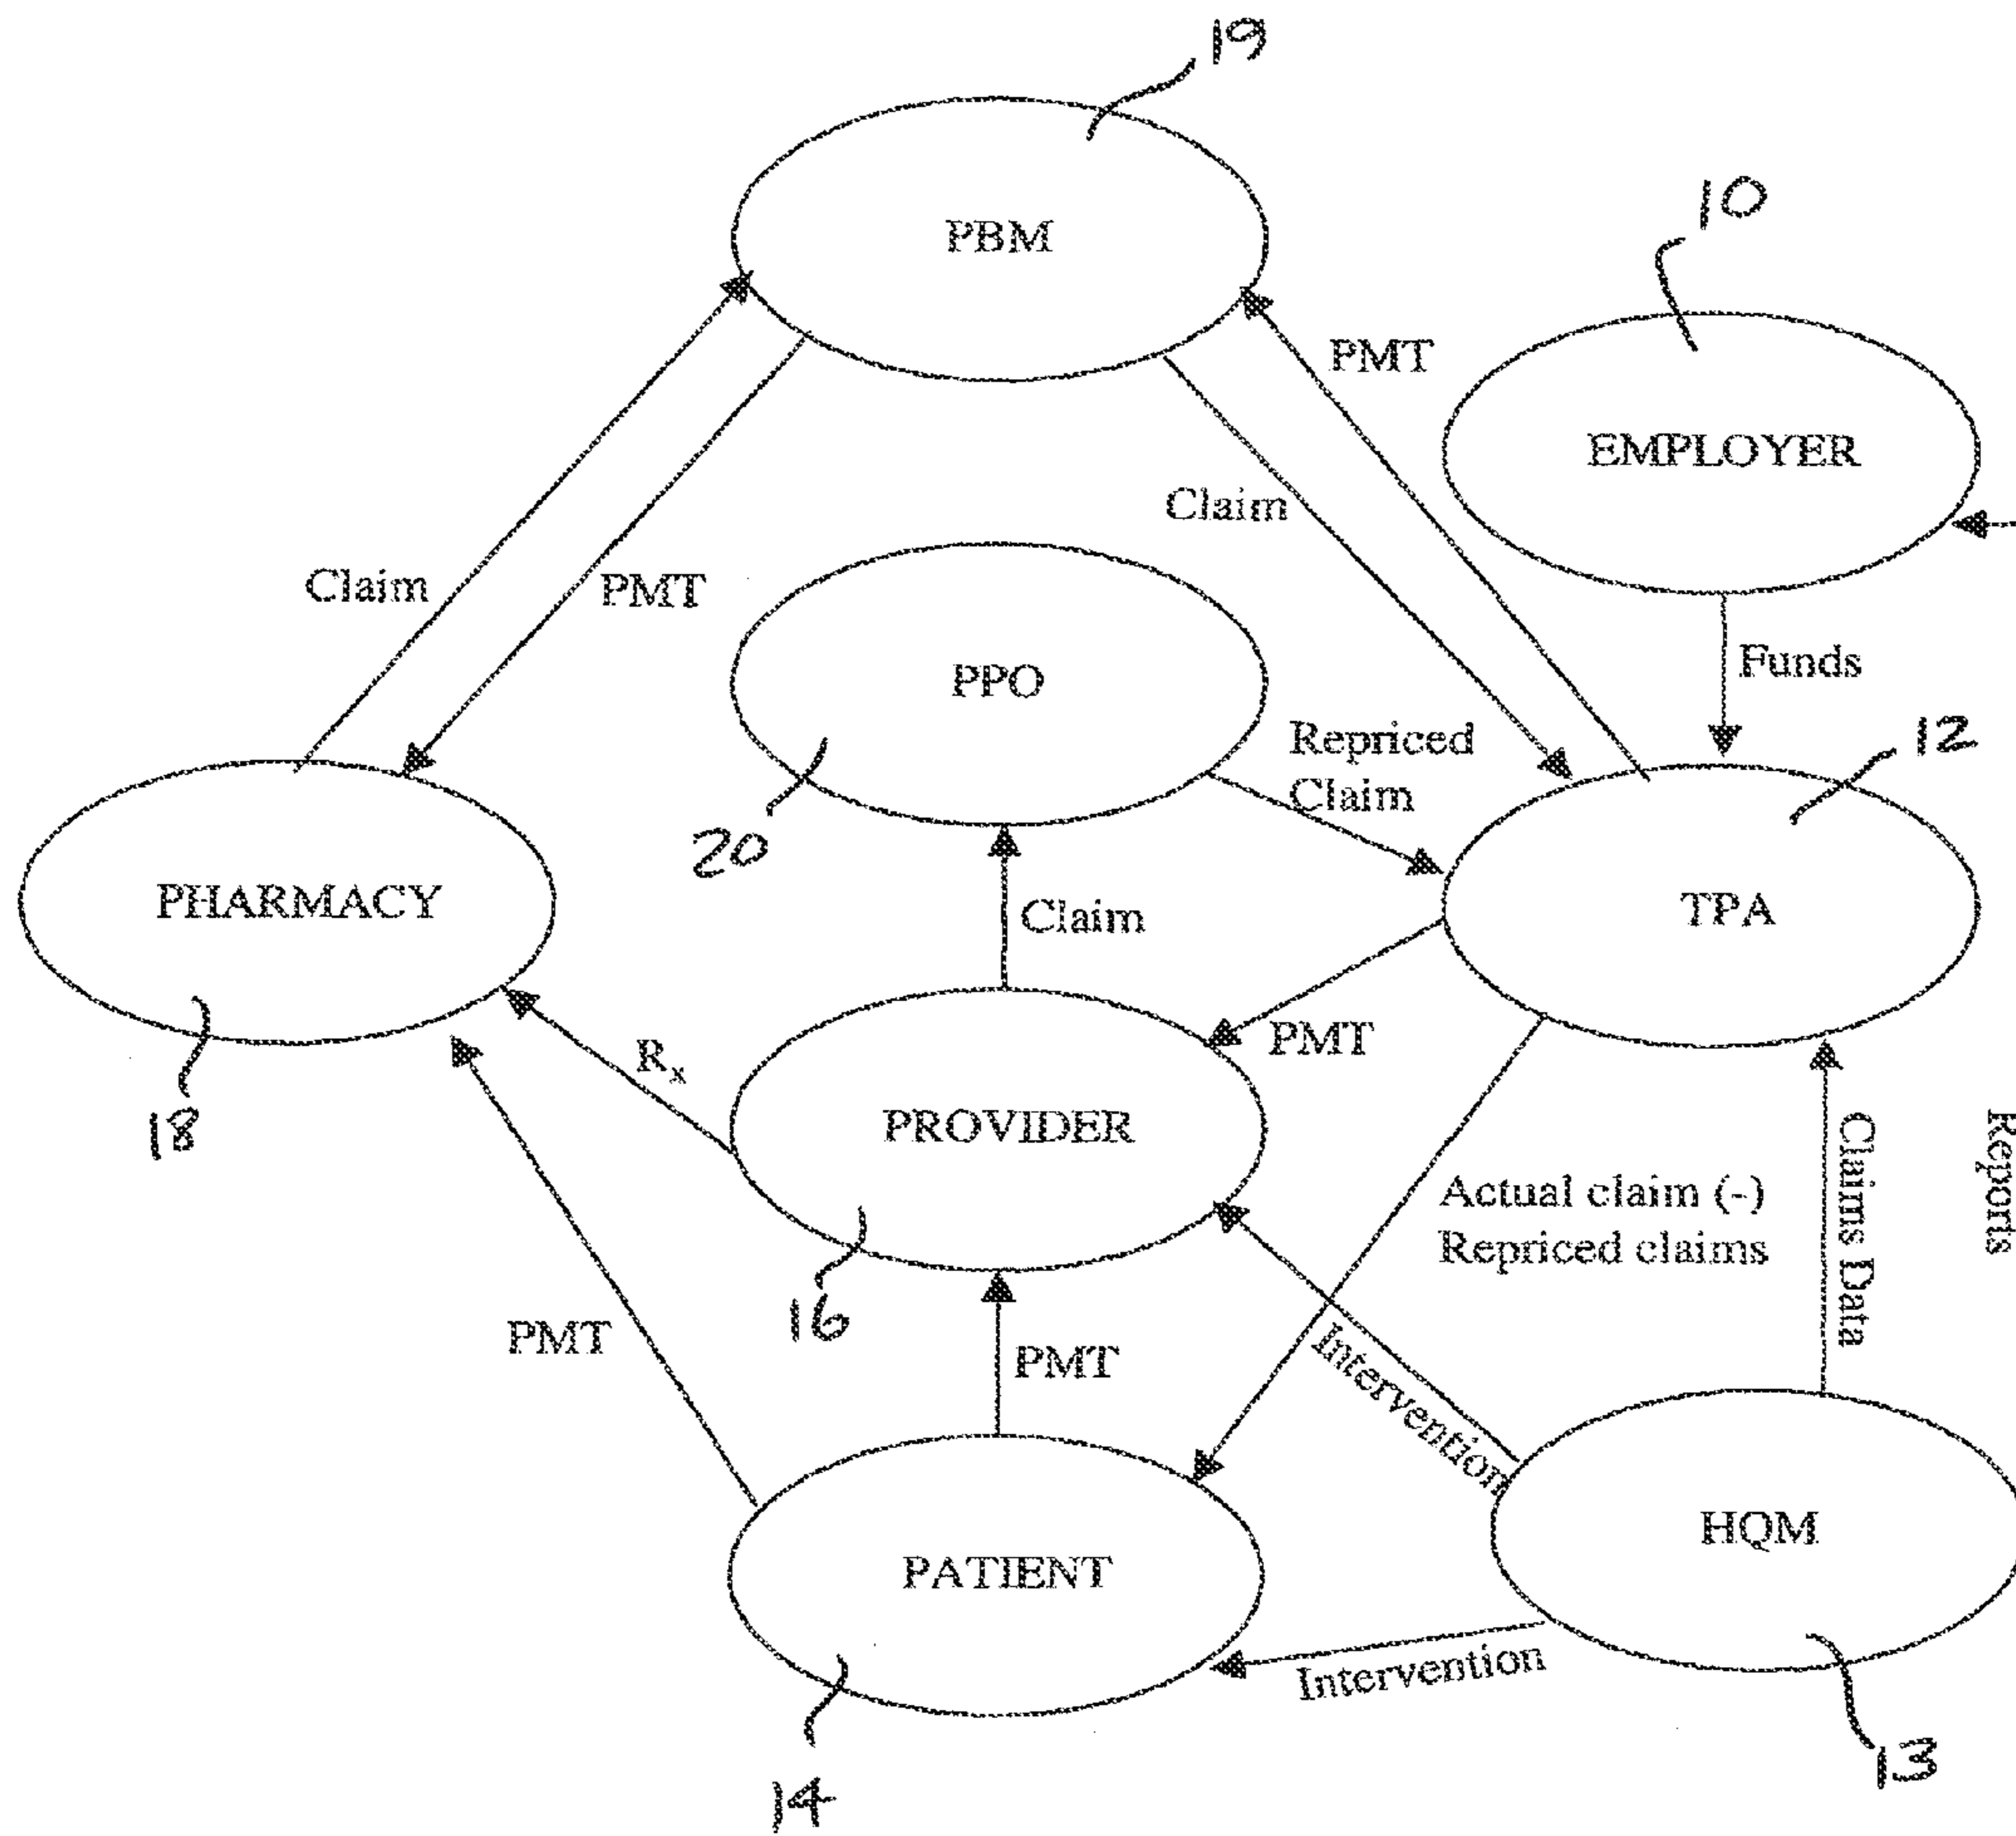 19
PBM
10
PMT
EMPLOYER
Claim
Claim
PMT
PPO
Funds
Repriced
Claim
12
20
PHARMACY
TPA
Claim
PMT
Rx
18
PROVIDER
Claims Data
Reports
Actual claim (-)
Repriced claims
16
PMT
PMT
Intervention
HQM
PATIENT
Intervention
13
14